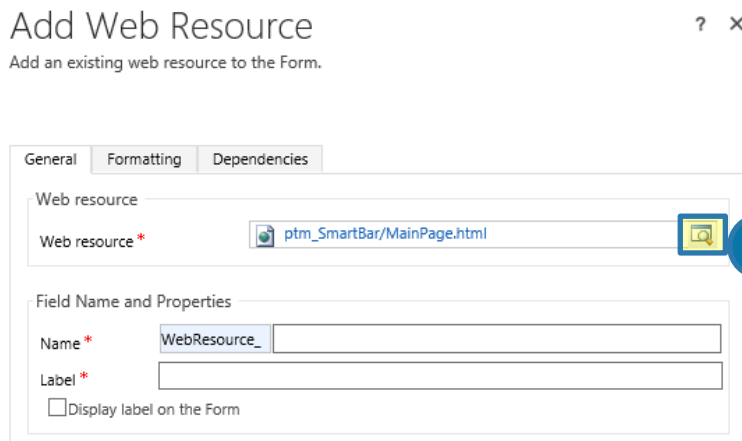 Add Web Resource
? ×
Add an existing web resource to the Form.
General Formatting Dependencies
Web resource
Web resource * ptm_SmartBar/MainPage.html
Field Name and Properties
Name * WebResource_
Label *
Display label on the Form